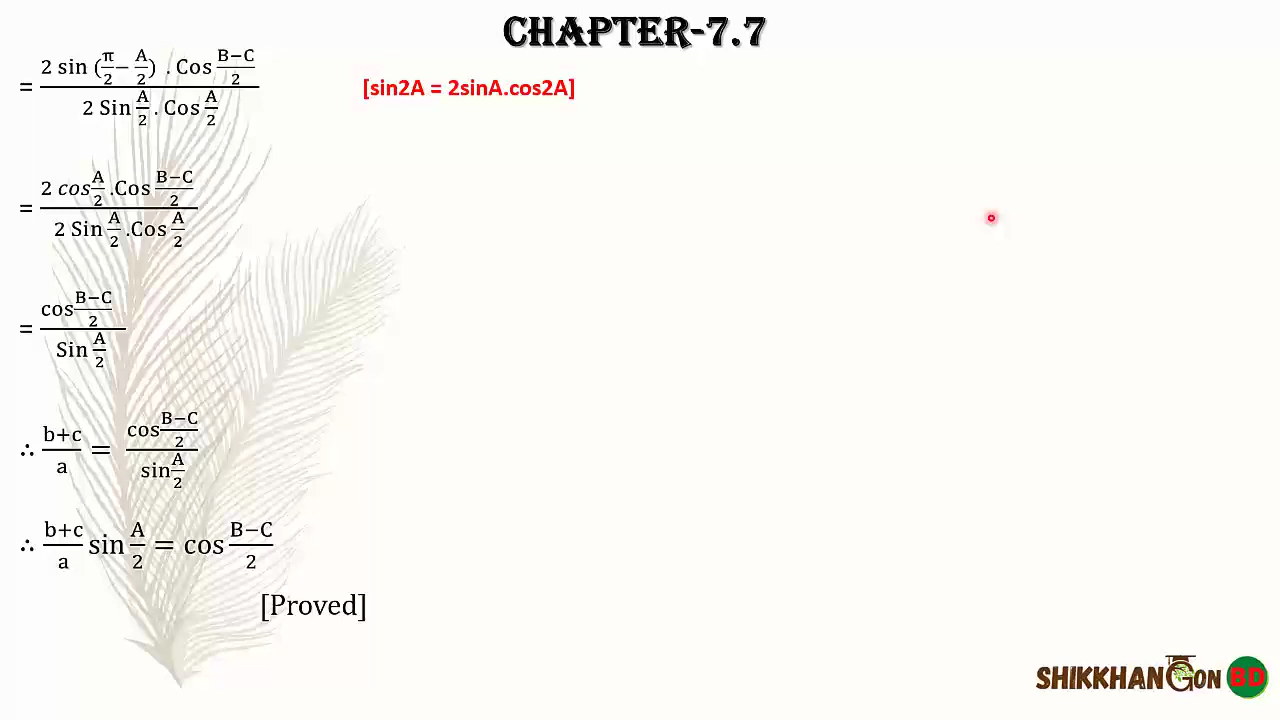 CHAPTER-7.7
= 2 sin (π/2 − A/2) . Cos (B−C)/2 / 2 Sin A/2 . Cos A/2
[sin2A = 2sinA.cos2A]
= 2 cos A/2 .Cos (B−C)/2 / 2 Sin A/2 .Cos A/2
= cos (B−C)/2 / Sin A/2
∴ b+c/a = cos (B−C)/2 / sin A/2
∴ b+c/a sin A/2 = cos B−C/2
[Proved]
SHIKKHANGON BD